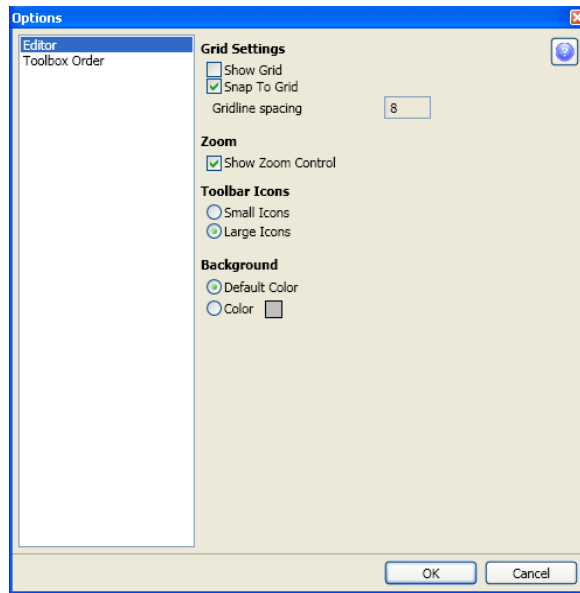 Options
Editor
Toolbox Order
Grid Settings
Show Grid
Snap To Grid
Gridline spacing 8
Zoom
Show Zoom Control
Toolbar Icons
Small Icons
Large Icons
Background
Default Color
Color
OK Cancel